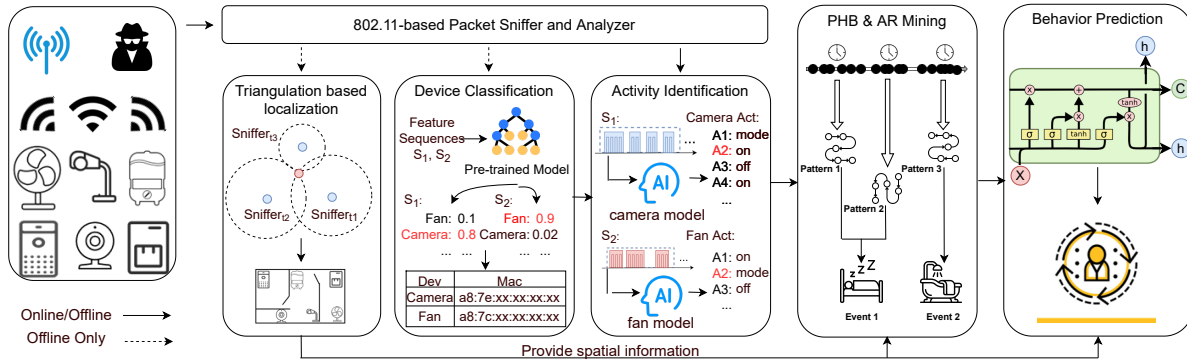 802.11-based Packet Sniffer and Analyzer
PHB & AR Mining
Behavior Prediction
Triangulation based
localization
Sniffert3
Sniffert2
Sniffert1
Device Classification
Feature
Sequences
S1, S2
Pre-trained Model
S1: S2:
Fan: 0.1 Fan: 0.9
Camera: 0.8 Camera: 0.02
... ... ... ...
Dev Mac
Camera a8:7e:xx:xx:xx:xx
Fan a8:7c:xx:xx:xx:xx
Activity Identification
S1: Camera Act:
... A1: mode
A2: on
AI A3: off
A4: on
camera model ...
S2: Fan Act:
... A1: on
A2: mode
AI A3: off
fan model ...
Pattern 1 Pattern 3
Pattern 2
z z Z
Event 1 Event 2
h
C
× + tanh
× ×
σ σ tanh σ
h
X
Online/Offline
Offline Only
Provide spatial information